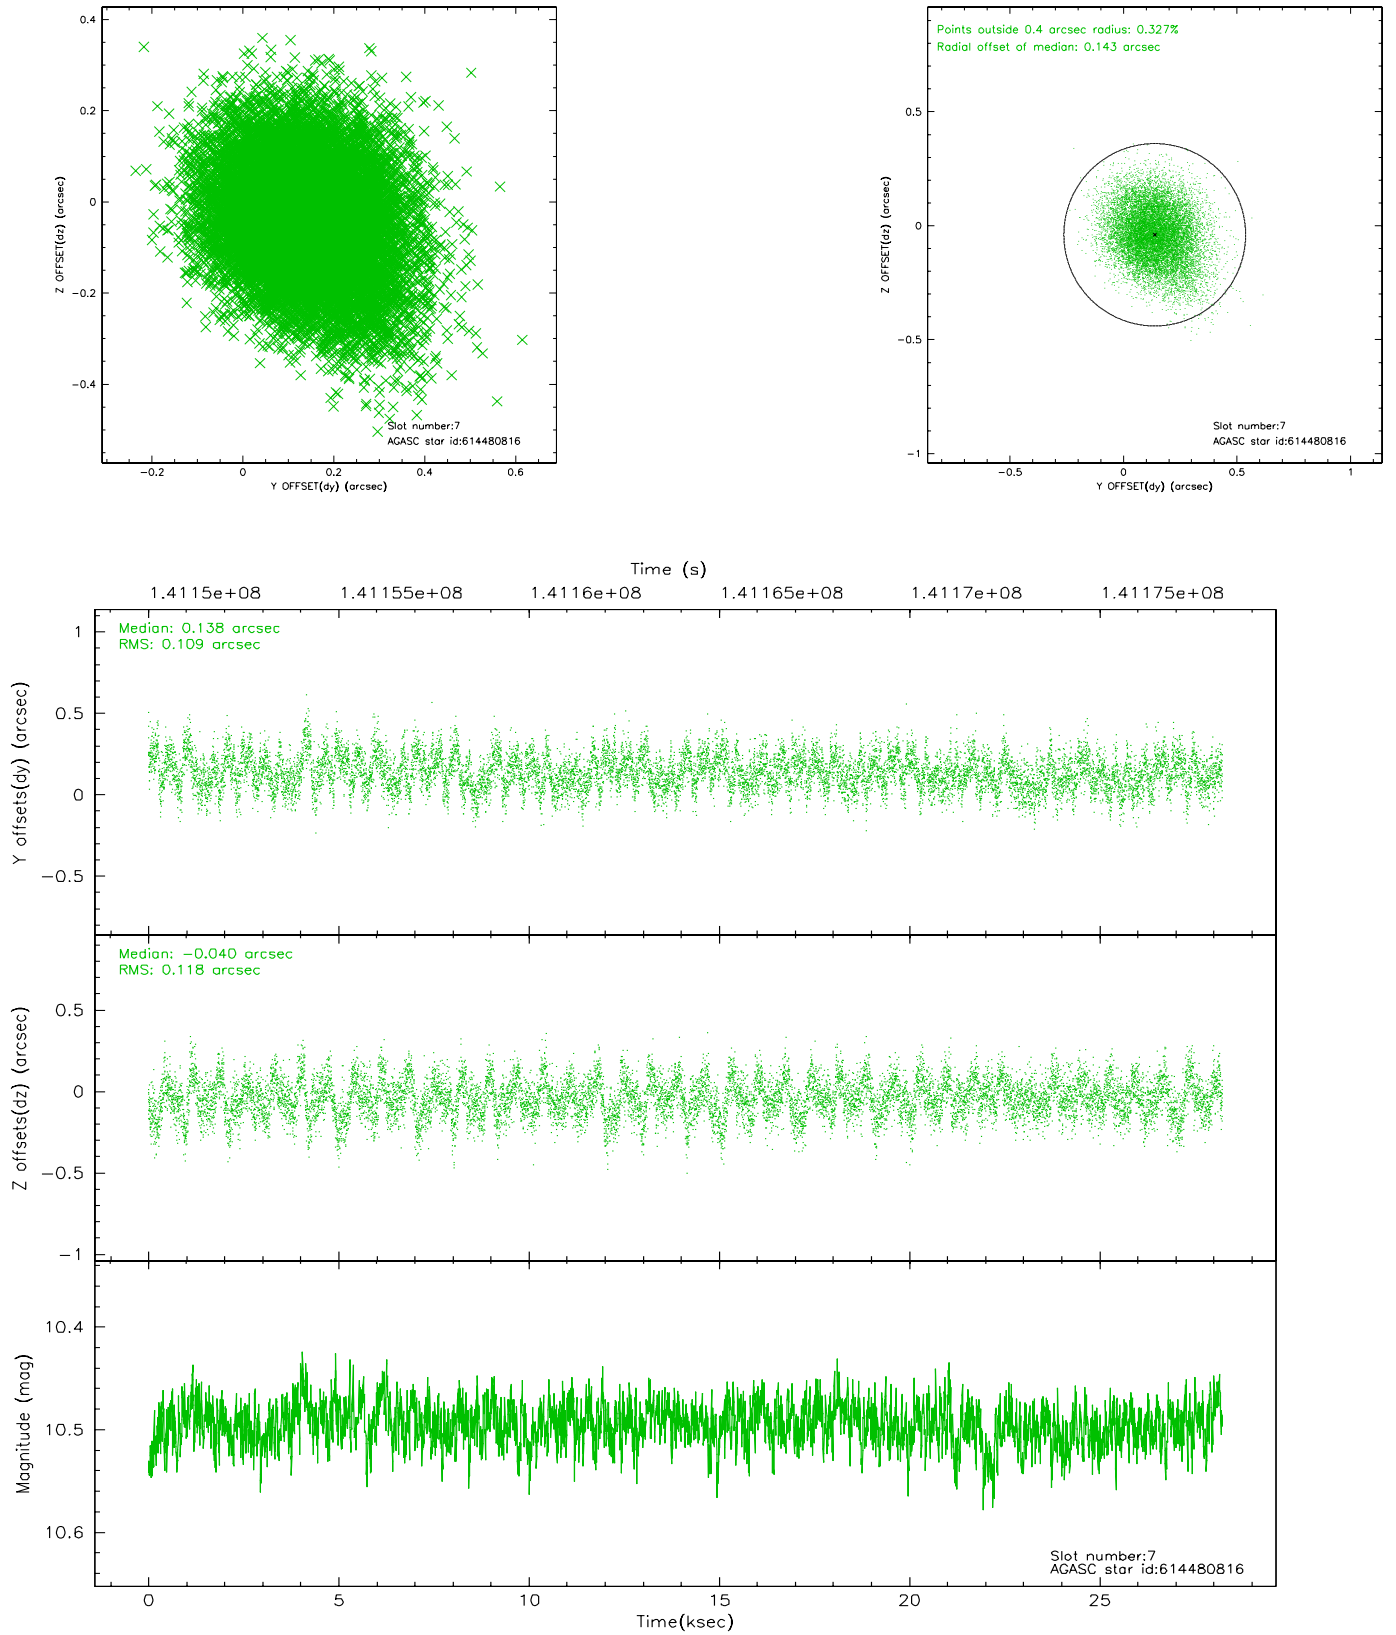 0.4
0.2
0
−0.2
−0.4
Z OFFSET(dz) (arcsec)
Slot number:7
AGASC star id:614480816
−0.2 0 0.2 0.4 0.6
Y OFFSET(dy) (arcsec)
Points outside 0.4 arcsec radius: 0.327%
Radial offset of median: 0.143 arcsec
0.5
0
−0.5
−1
Z OFFSET(dz) (arcsec)
Slot number:7
AGASC star id:614480816
−0.5 0 0.5 1
Y OFFSET(dy) (arcsec)
Time (s)
1.4115e+08 1.41155e+08 1.4116e+08 1.41165e+08 1.4117e+08 1.41175e+08
Median: 0.138 arcsec
RMS: 0.109 arcsec
1
0.5
0
−0.5
Y offsets(dy) (arcsec)
Median: −0.040 arcsec
RMS: 0.118 arcsec
0.5
0
−0.5
−1
Z offsets(dz) (arcsec)
10.4
10.5
10.6
Magnitude (mag)
Slot number:7
AGASC star id:614480816
0 5 10 15 20 25
Time(ksec)